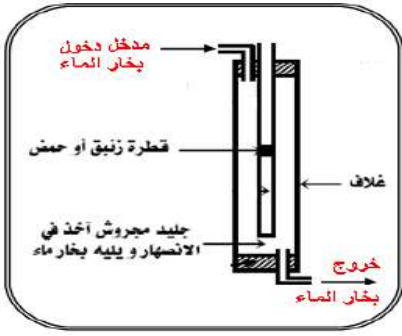 مدخل دخول
بخار الماء
قطرة زئبق أو حمض
غلاف
جليد مجروش آخذ في
الانصهار ويليه بخار ماء
خروج
بخار الماء